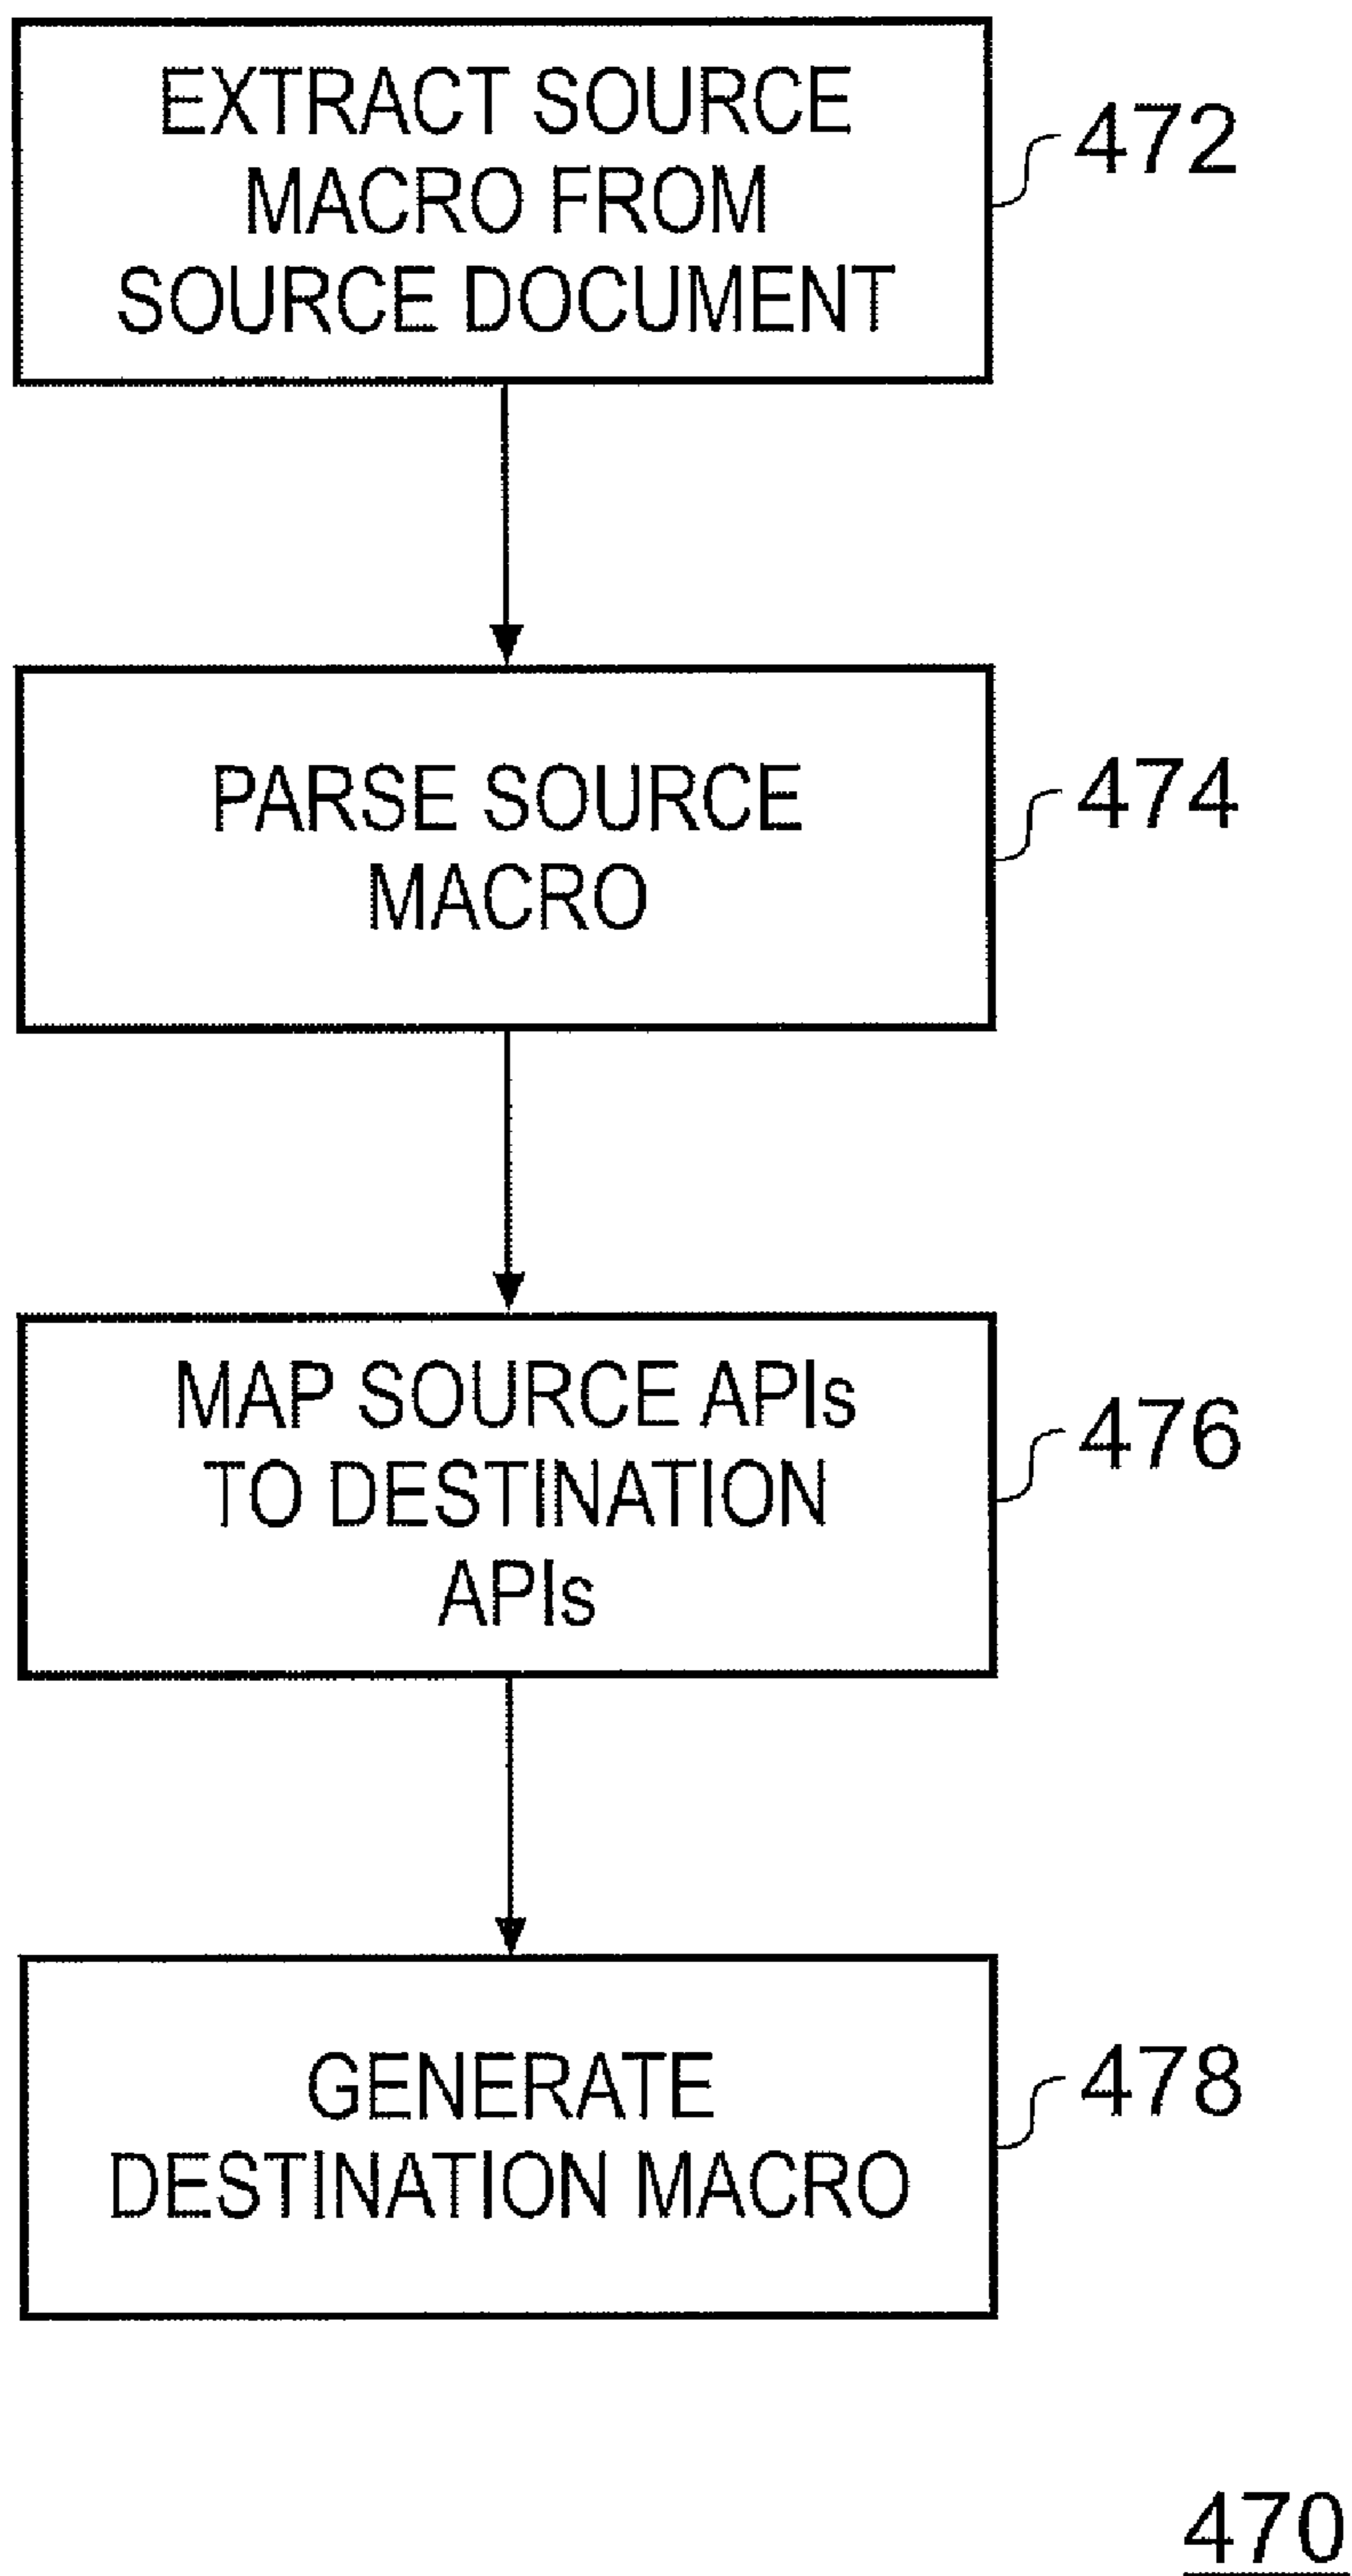 EXTRACT SOURCE
MACRO FROM
SOURCE DOCUMENT
472
PARSE SOURCE
MACRO
474
MAP SOURCE APIs
TO DESTINATION
APIs
476
GENERATE
DESTINATION MACRO
478
470